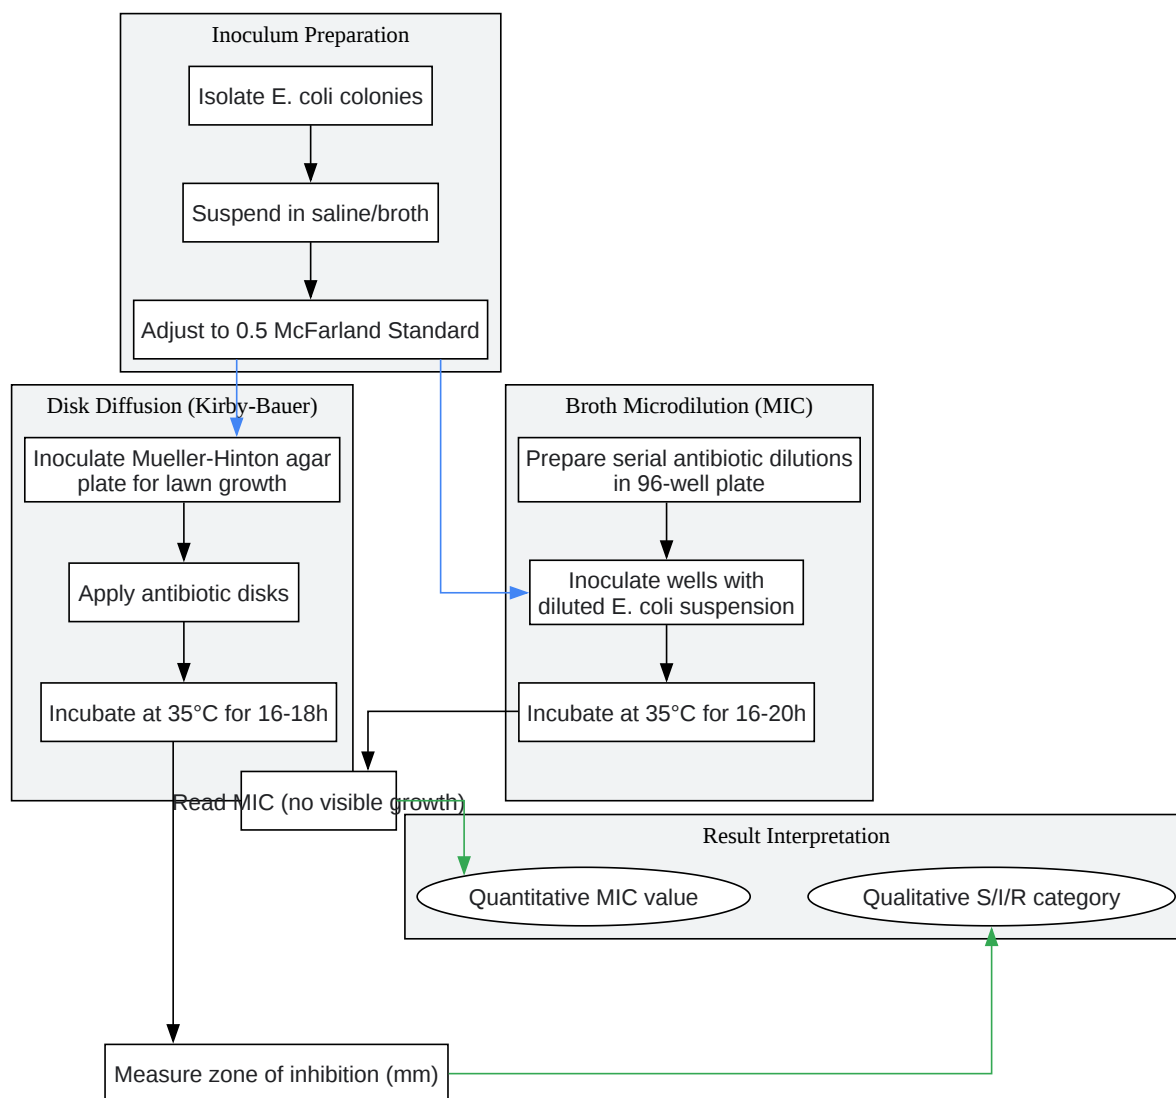 Inoculum Preparation
Isolate E. coli colonies
Suspend in saline/broth
Adjust to 0.5 McFarland Standard
Disk Diffusion (Kirby-Bauer)
Inoculate Mueller-Hinton agar
plate for lawn growth
Apply antibiotic disks
Incubate at 35°C for 16-18h
Broth Microdilution (MIC)
Prepare serial antibiotic dilutions
in 96-well plate
Inoculate wells with
diluted E. coli suspension
Incubate at 35°C for 16-20h
Read MIC (no visible growth)
Result Interpretation
Quantitative MIC value
Qualitative S/I/R category
Measure zone of inhibition (mm)